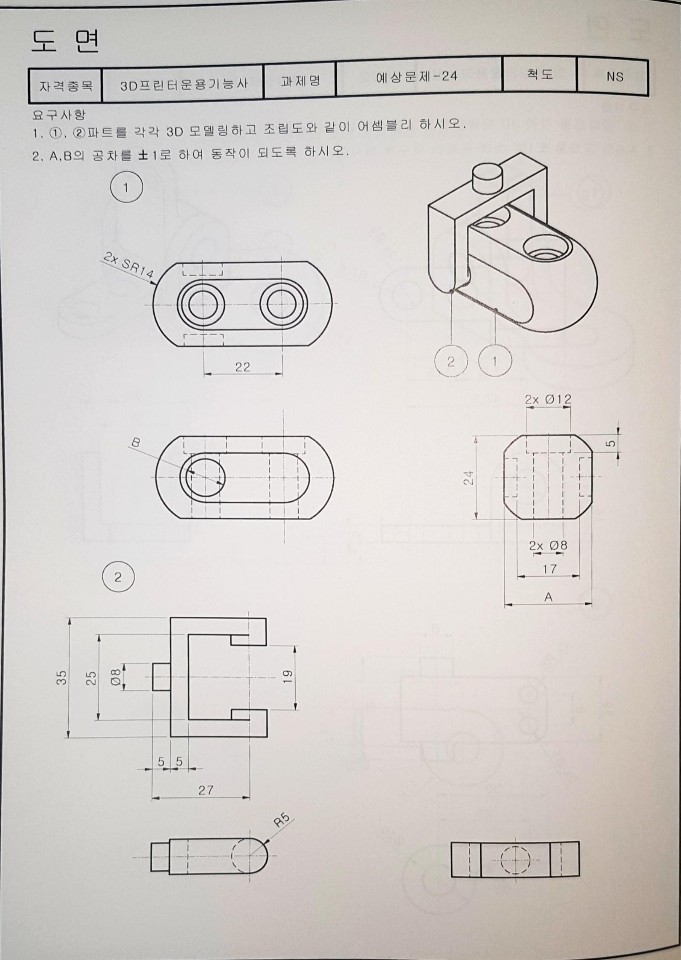 도 면
자격종목 3D프린터운용기능사 과제명 예상문제-24 척도 NS
요구사항
1. ①, ②파트를 각각 3D 모델링하고 조립도와 같이 어셈블리 하시오.
2. A,B의 공차를 ±1로 하여 동작이 되도록 하시오.
1
2x SR14
22
2 1
B
2x Ø12
5
24
2x Ø8
17
A
2
35
25
Ø8
19
5 5
27
R5